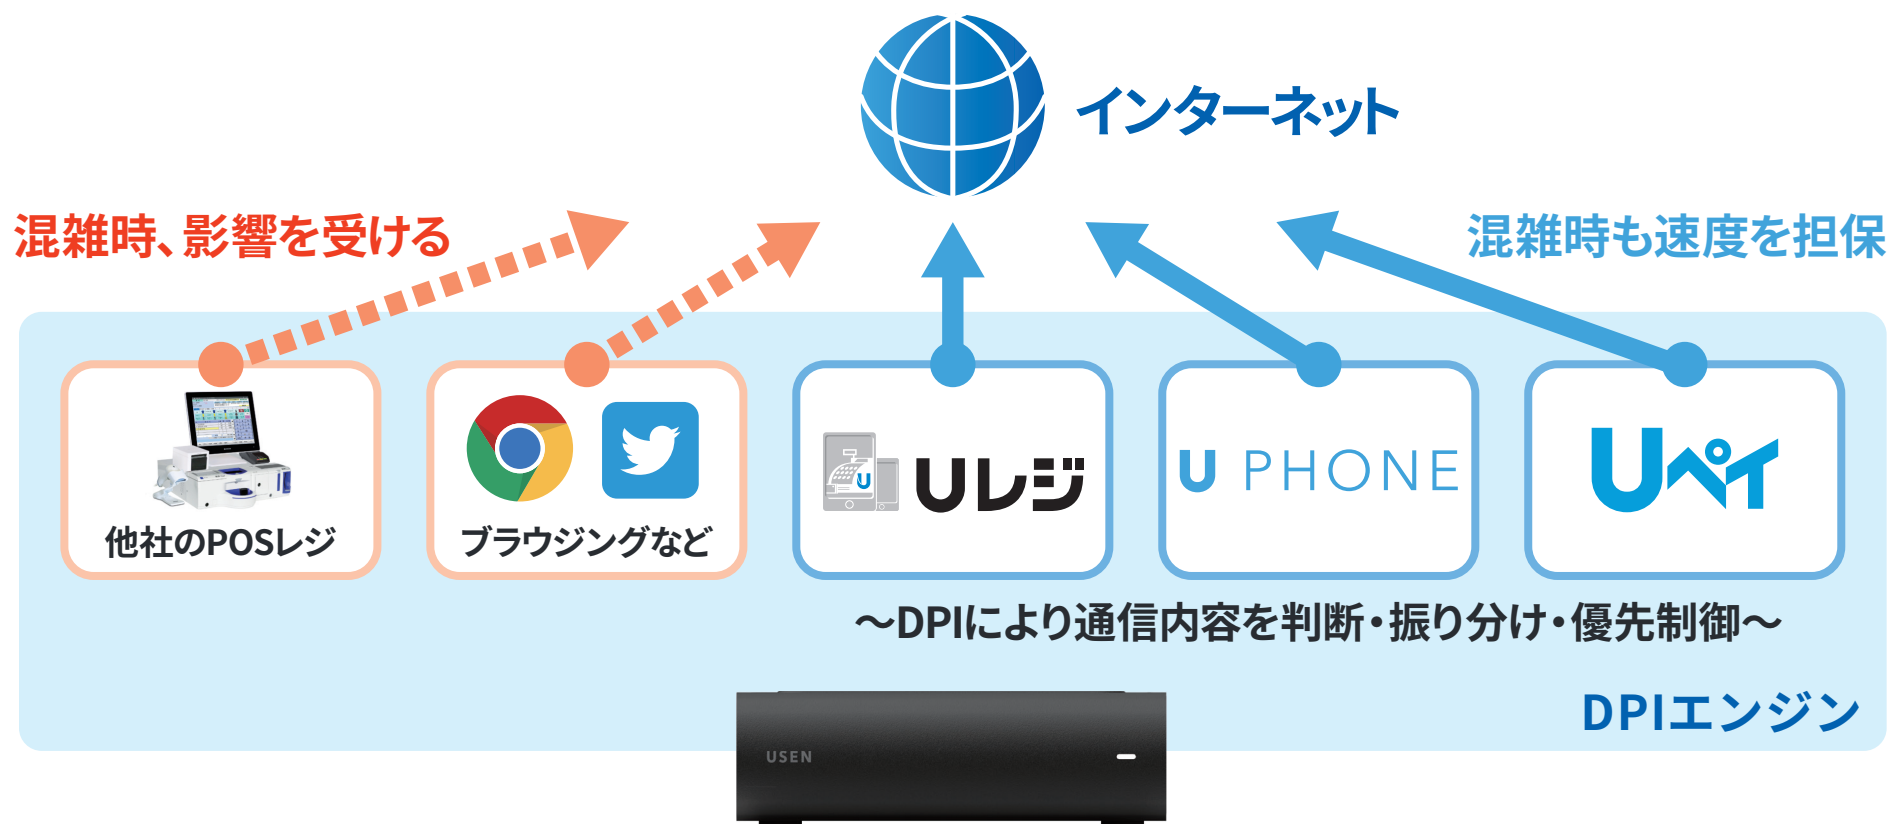 インターネット
混雑時、影響を受ける
混雑時も速度を担保
他社のPOSレジ
ブラウジングなど
Uレジ
U PHONE
Uペイ
～DPIにより通信内容を判断・振り分け・優先制御～
DPIエンジン
USEN